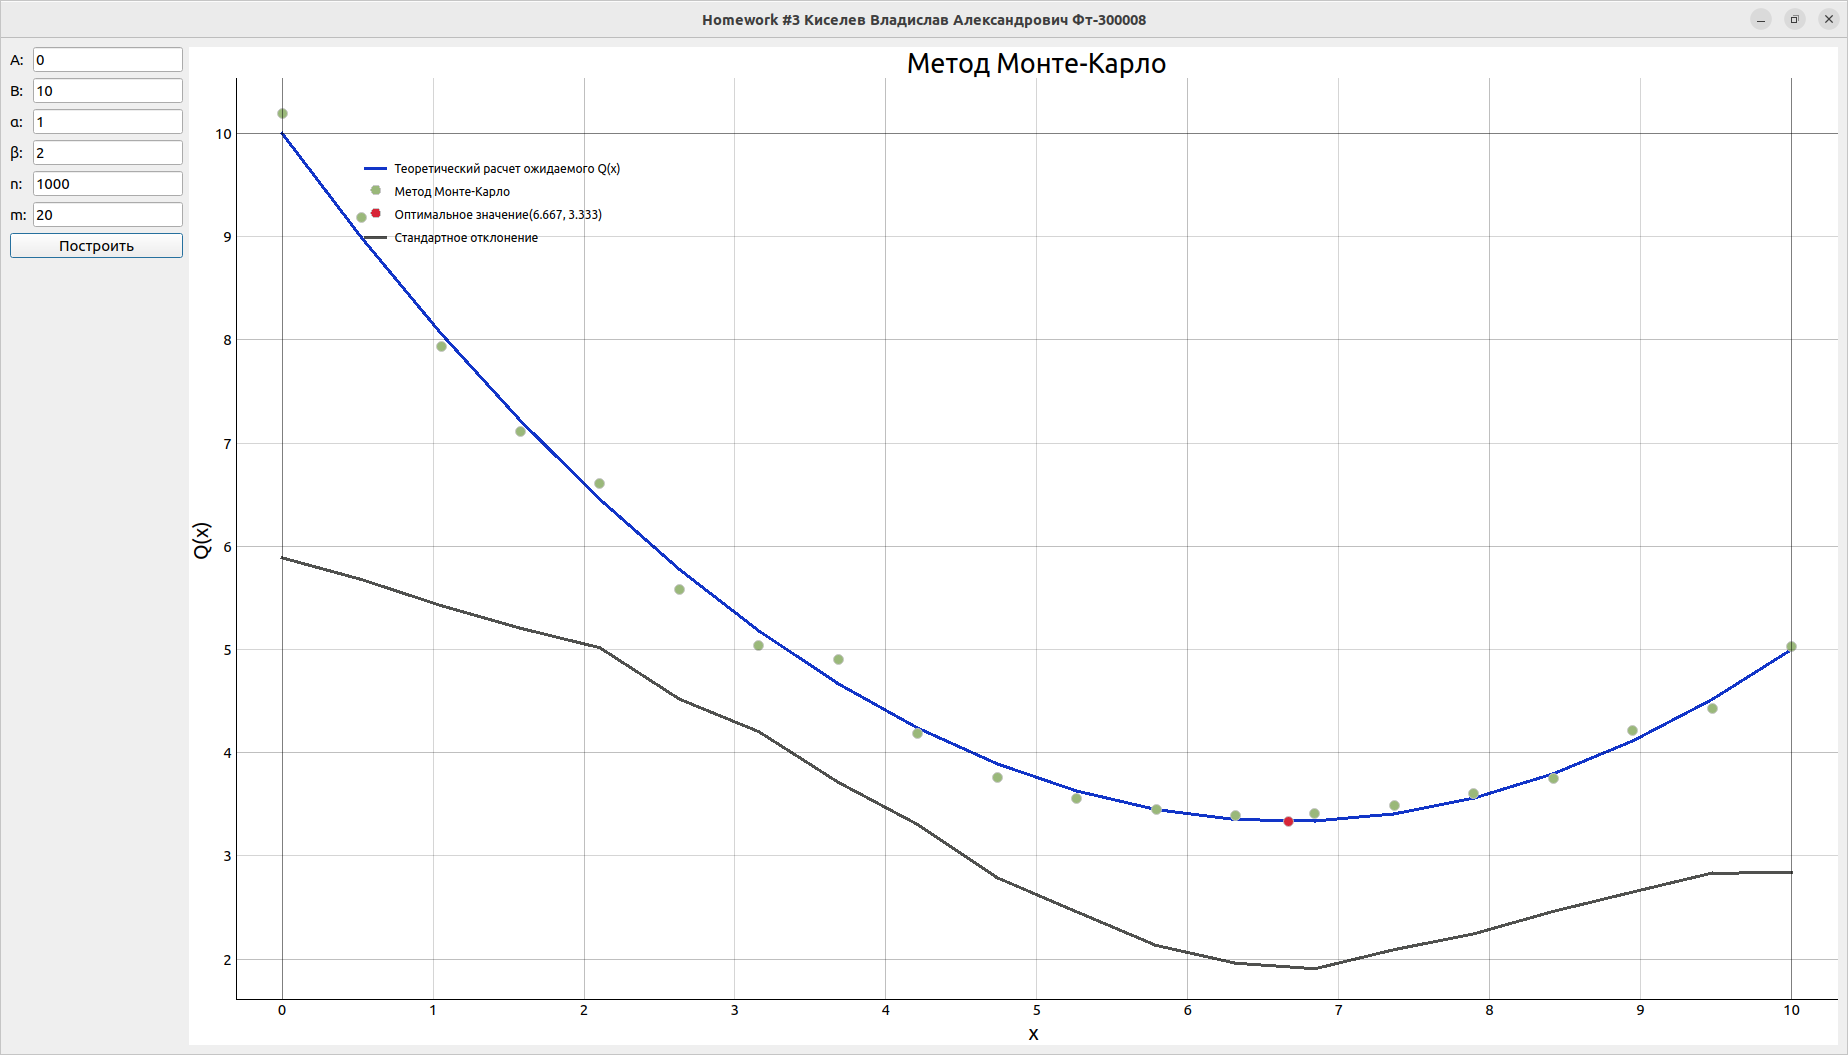 Homework #3 Киселев Владислав Александрович Фт-300008
A: 0
B: 10
α: 1
β: 2
n: 1000
m: 20
Построить
Метод Монте-Карло
Теоретический расчет ожидаемого Q(x)
Метод Монте-Карло
Оптимальное значение(6.667, 3.333)
Стандартное отклонение
10
9
8
7
6
5
4
3
2
Q(x)
0 1 2 3 4 5 6 7 8 9 10
x